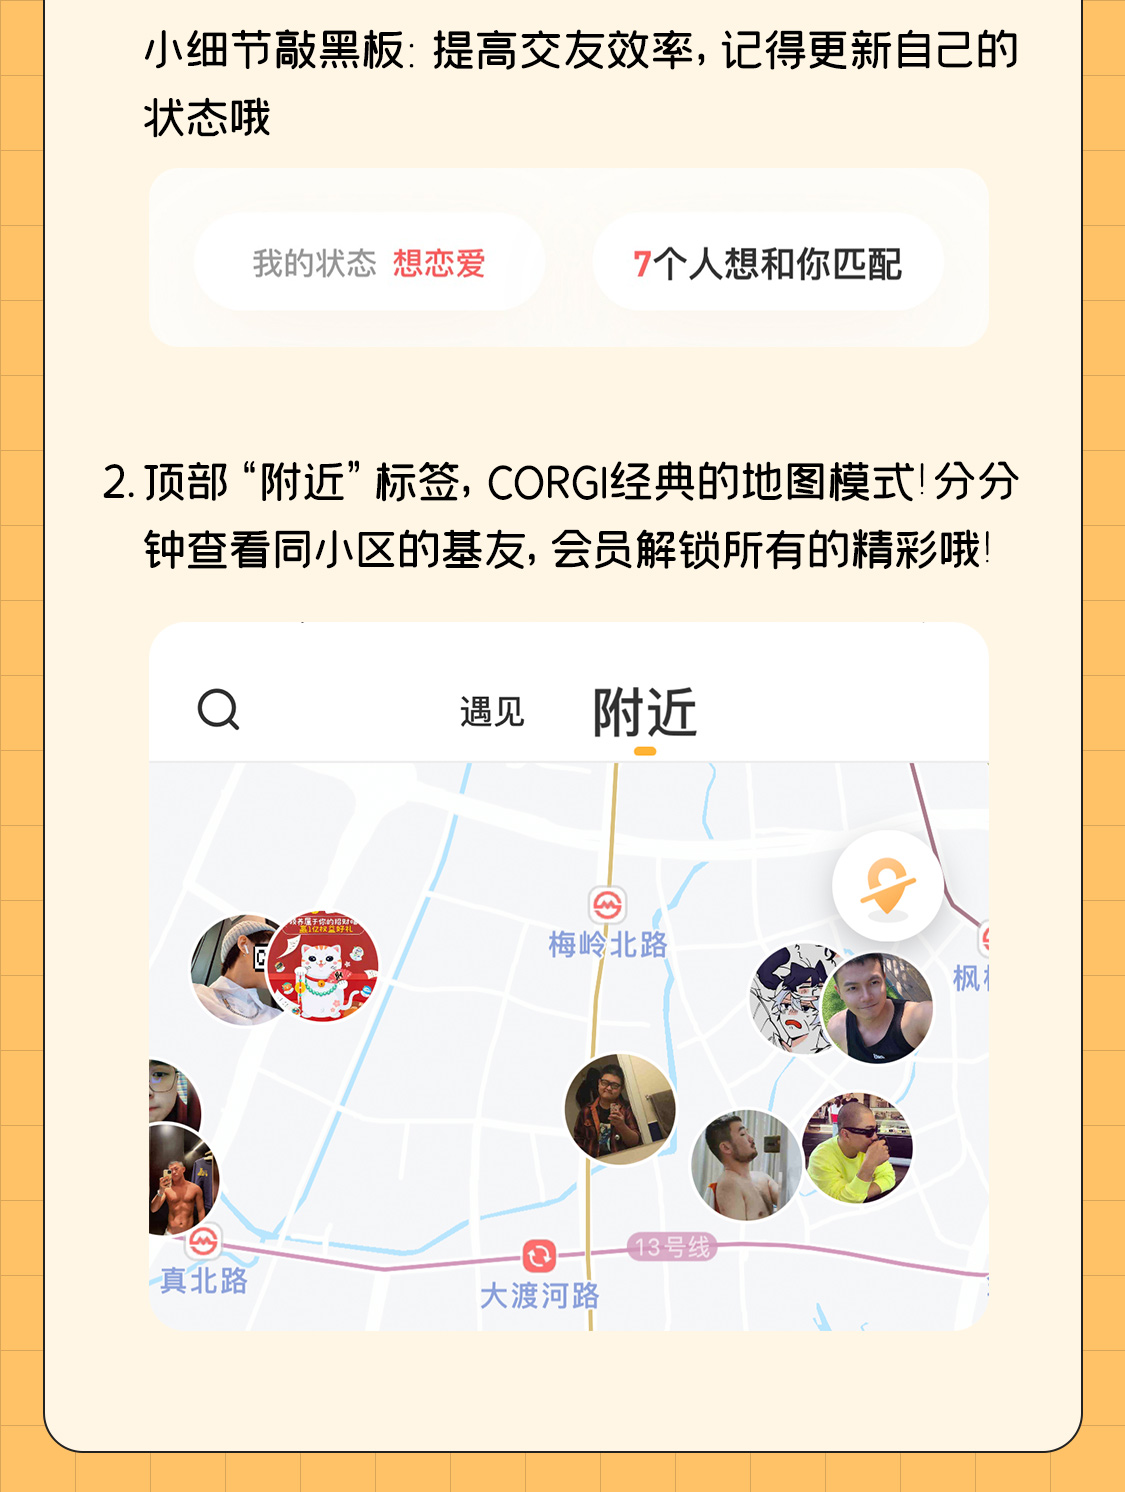 小细节敲黑板: 提高交友效率, 记得更新自己的
状态哦
我的状态 想恋爱
7个人想和你匹配
2. 顶部 “附近” 标签, CORGI经典的地图模式! 分分
钟查看同小区的基友, 会员解锁所有的精彩哦!
遇见 附近
梅岭北路
枫
13号线
真北路
大渡河路